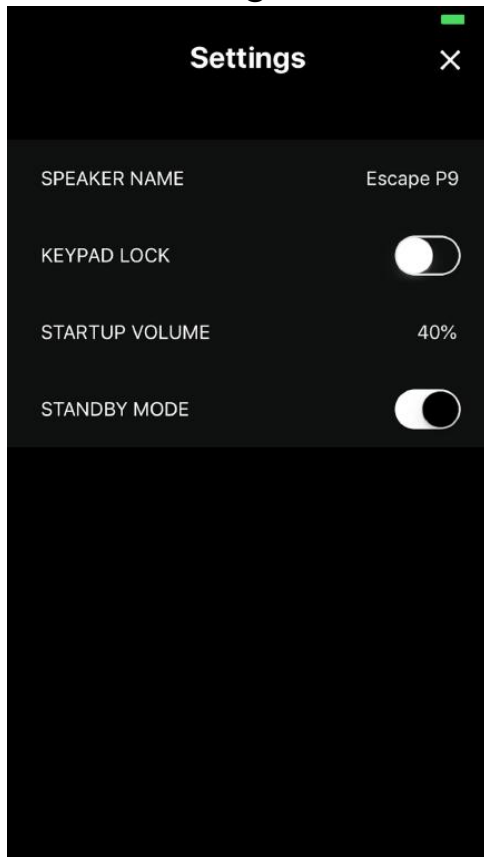 Settings
SPEAKER NAME Escape P9
KEYPAD LOCK
STARTUP VOLUME 40%
STANDBY MODE